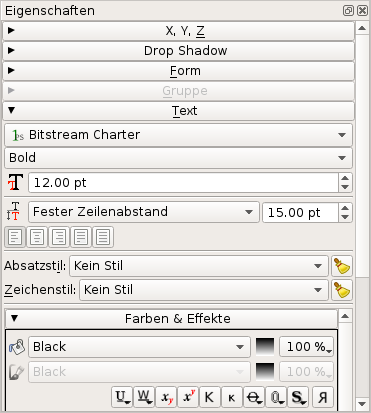 Eigenschaften
X, Y, Z
Drop Shadow
Form
Gruppe
Text
Bitstream Charter
Bold
12.00 pt
Fester Zeilenabstand 15.00 pt
Absatzstil: Kein Stil
Zeichenstil: Kein Stil
Farben & Effekte
Black 100 %
Black 100 %
U W x y x y K K O O S Я